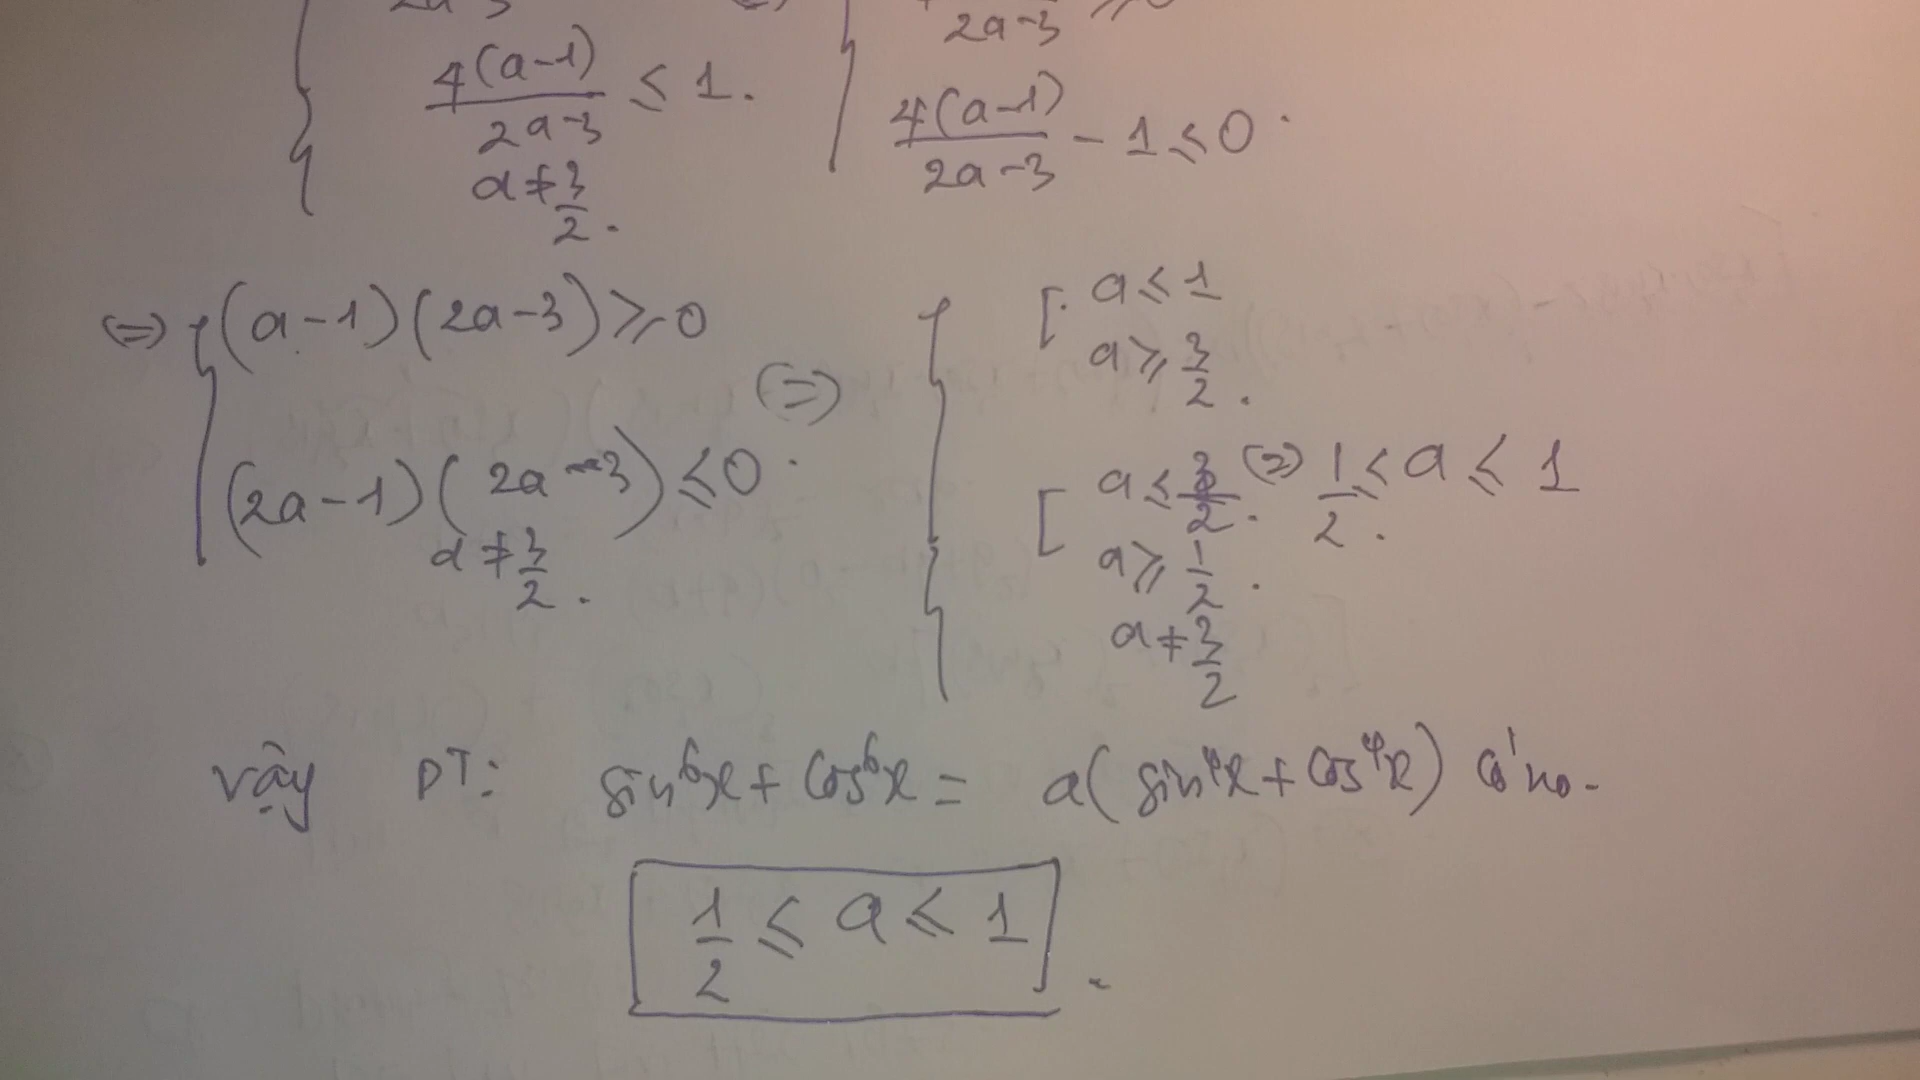 4(a-1)/(2a-3) ≤ 1.
a ≠ 3/2.
2a-3
4(a-1)/(2a-3) - 1 ≤ 0.
⇔ { (a-1)(2a-3) ≥ 0
(2a-1)(2a-3) ≤ 0.
a ≠ 3/2.
⇔ { [ a ≤ 1
a ≥ 3/2.
[ a ≤ 3/2. ⇔ 1/2 ≤ a ≤ 1.
a ≥ 1/2.
a ≠ 3/2
Vậy PT: sin⁶x + cos⁶x = a(sin⁴x + cos⁴x) có no.
1/2 ≤ a ≤ 1.